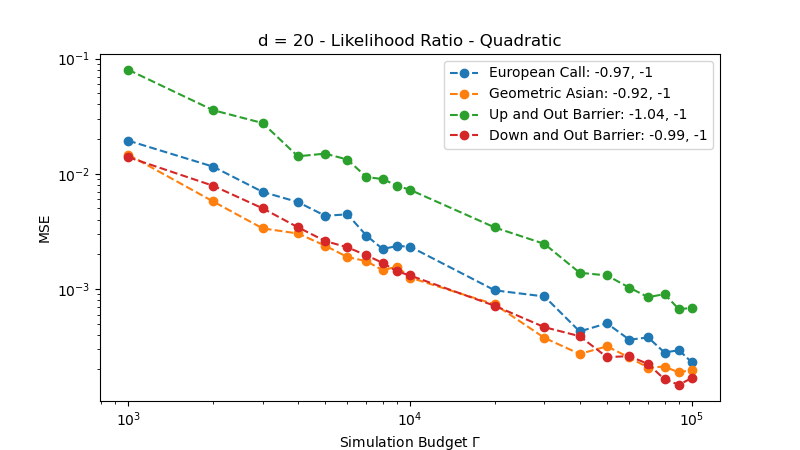 d = 20 - Likelihood Ratio - Quadratic
10⁻¹
European Call: -0.97, -1
Geometric Asian: -0.92, -1
Up and Out Barrier: -1.04, -1
Down and Out Barrier: -0.99, -1
10⁻²
MSE
10⁻³
10³
10⁴
10⁵
Simulation Budget Γ